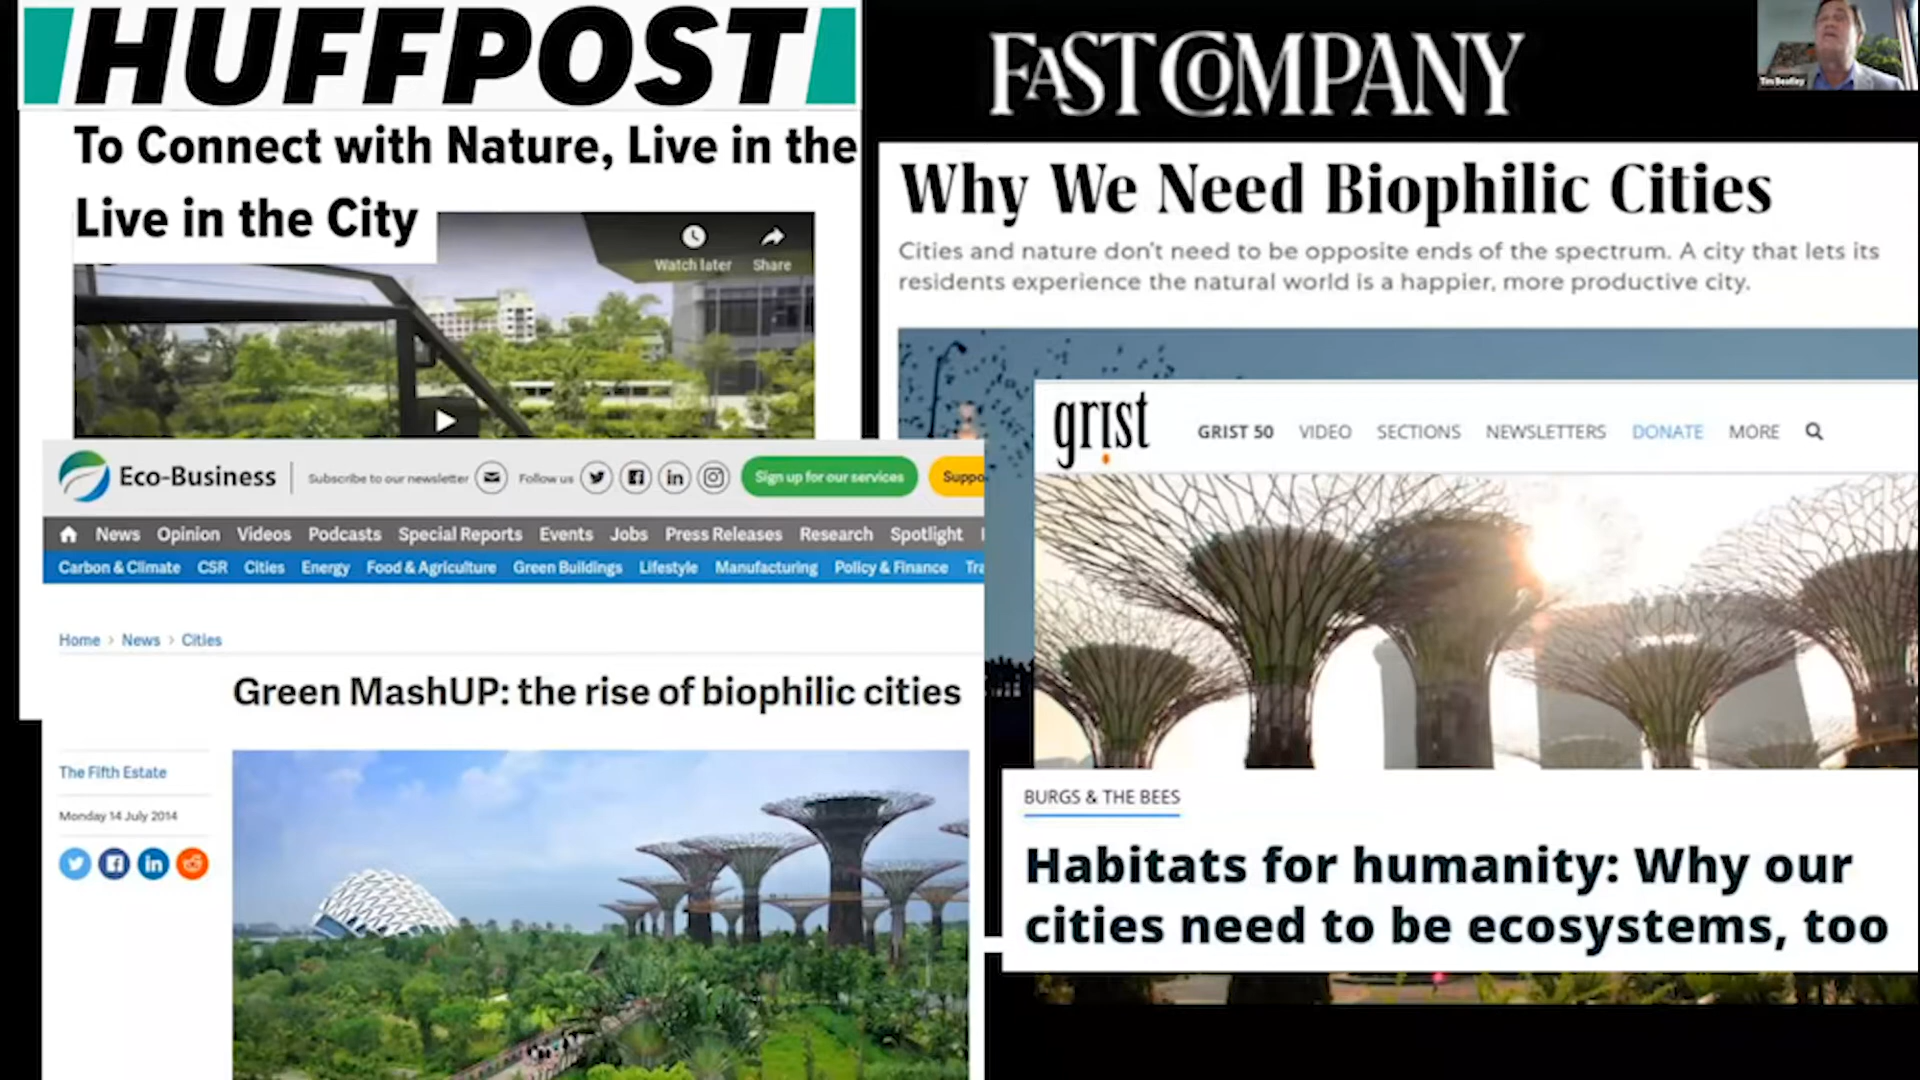 HUFFPOST
To Connect with Nature, Live in the
Live in the City
Watch later
Share
FAST COMPANY
Tim Beatley
Why We Need Biophilic Cities
Cities and nature don't need to be opposite ends of the spectrum. A city that lets its
residents experience the natural world is a happier, more productive city.
Eco-Business
Subscribe to our newsletter
Follow us
Sign up for our services
Suppo
News Opinion Videos Podcasts Special Reports Events Jobs Press Releases Research Spotlight
Carbon & Climate CSR Cities Energy Food & Agriculture Green Buildings Lifestyle Manufacturing Policy & Finance Tra
Home > News > Cities
Green MashUP: the rise of biophilic cities
The Fifth Estate
Monday 14 July 2014
grist
GRIST 50 VIDEO SECTIONS NEWSLETTERS DONATE MORE
BURGS & THE BEES
Habitats for humanity: Why our
cities need to be ecosystems, too